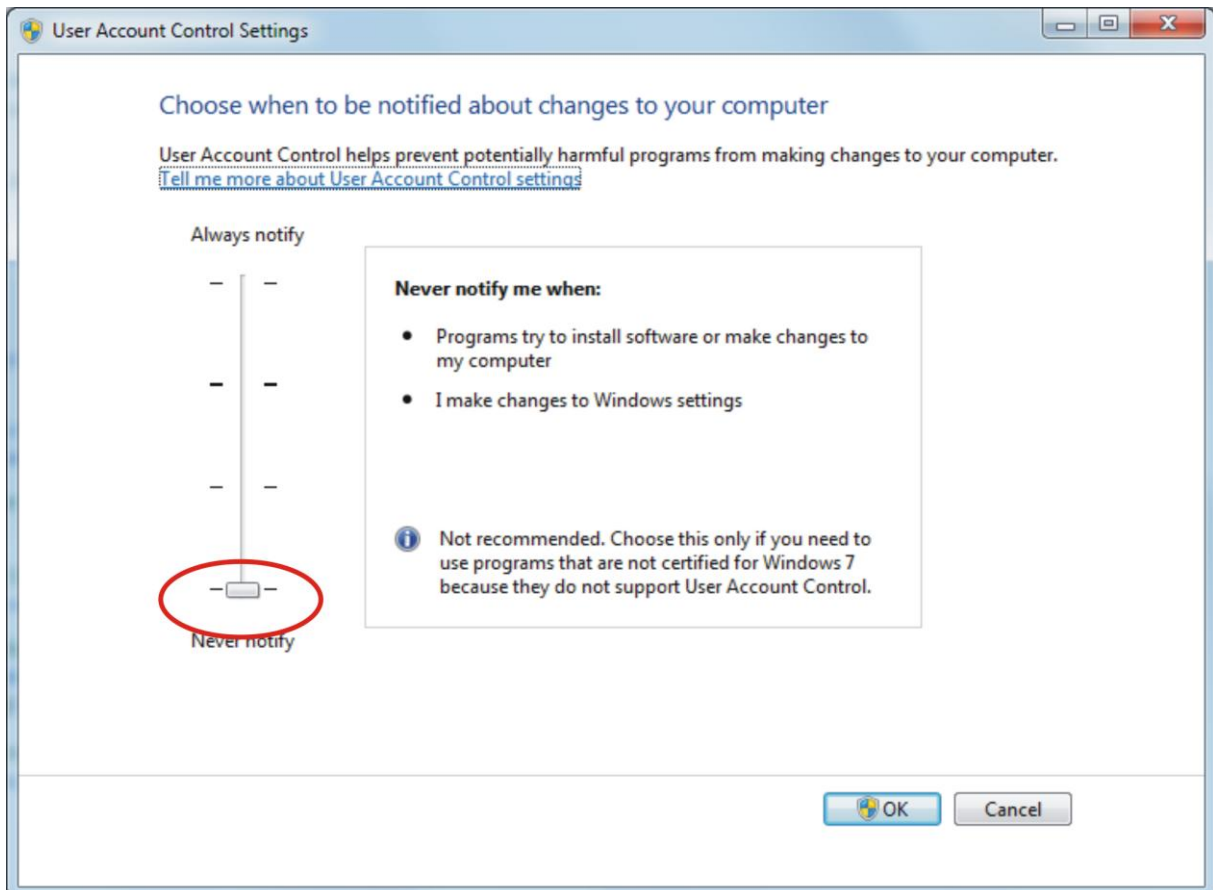 User Account Control Settings
Choose when to be notified about changes to your computer
User Account Control helps prevent potentially harmful programs from making changes to your computer.
Tell me more about User Account Control settings
Always notify
Never notify me when:
• Programs try to install software or make changes to
my computer
• I make changes to Windows settings
Not recommended. Choose this only if you need to
use programs that are not certified for Windows 7
because they do not support User Account Control.
Never notify
OK
Cancel